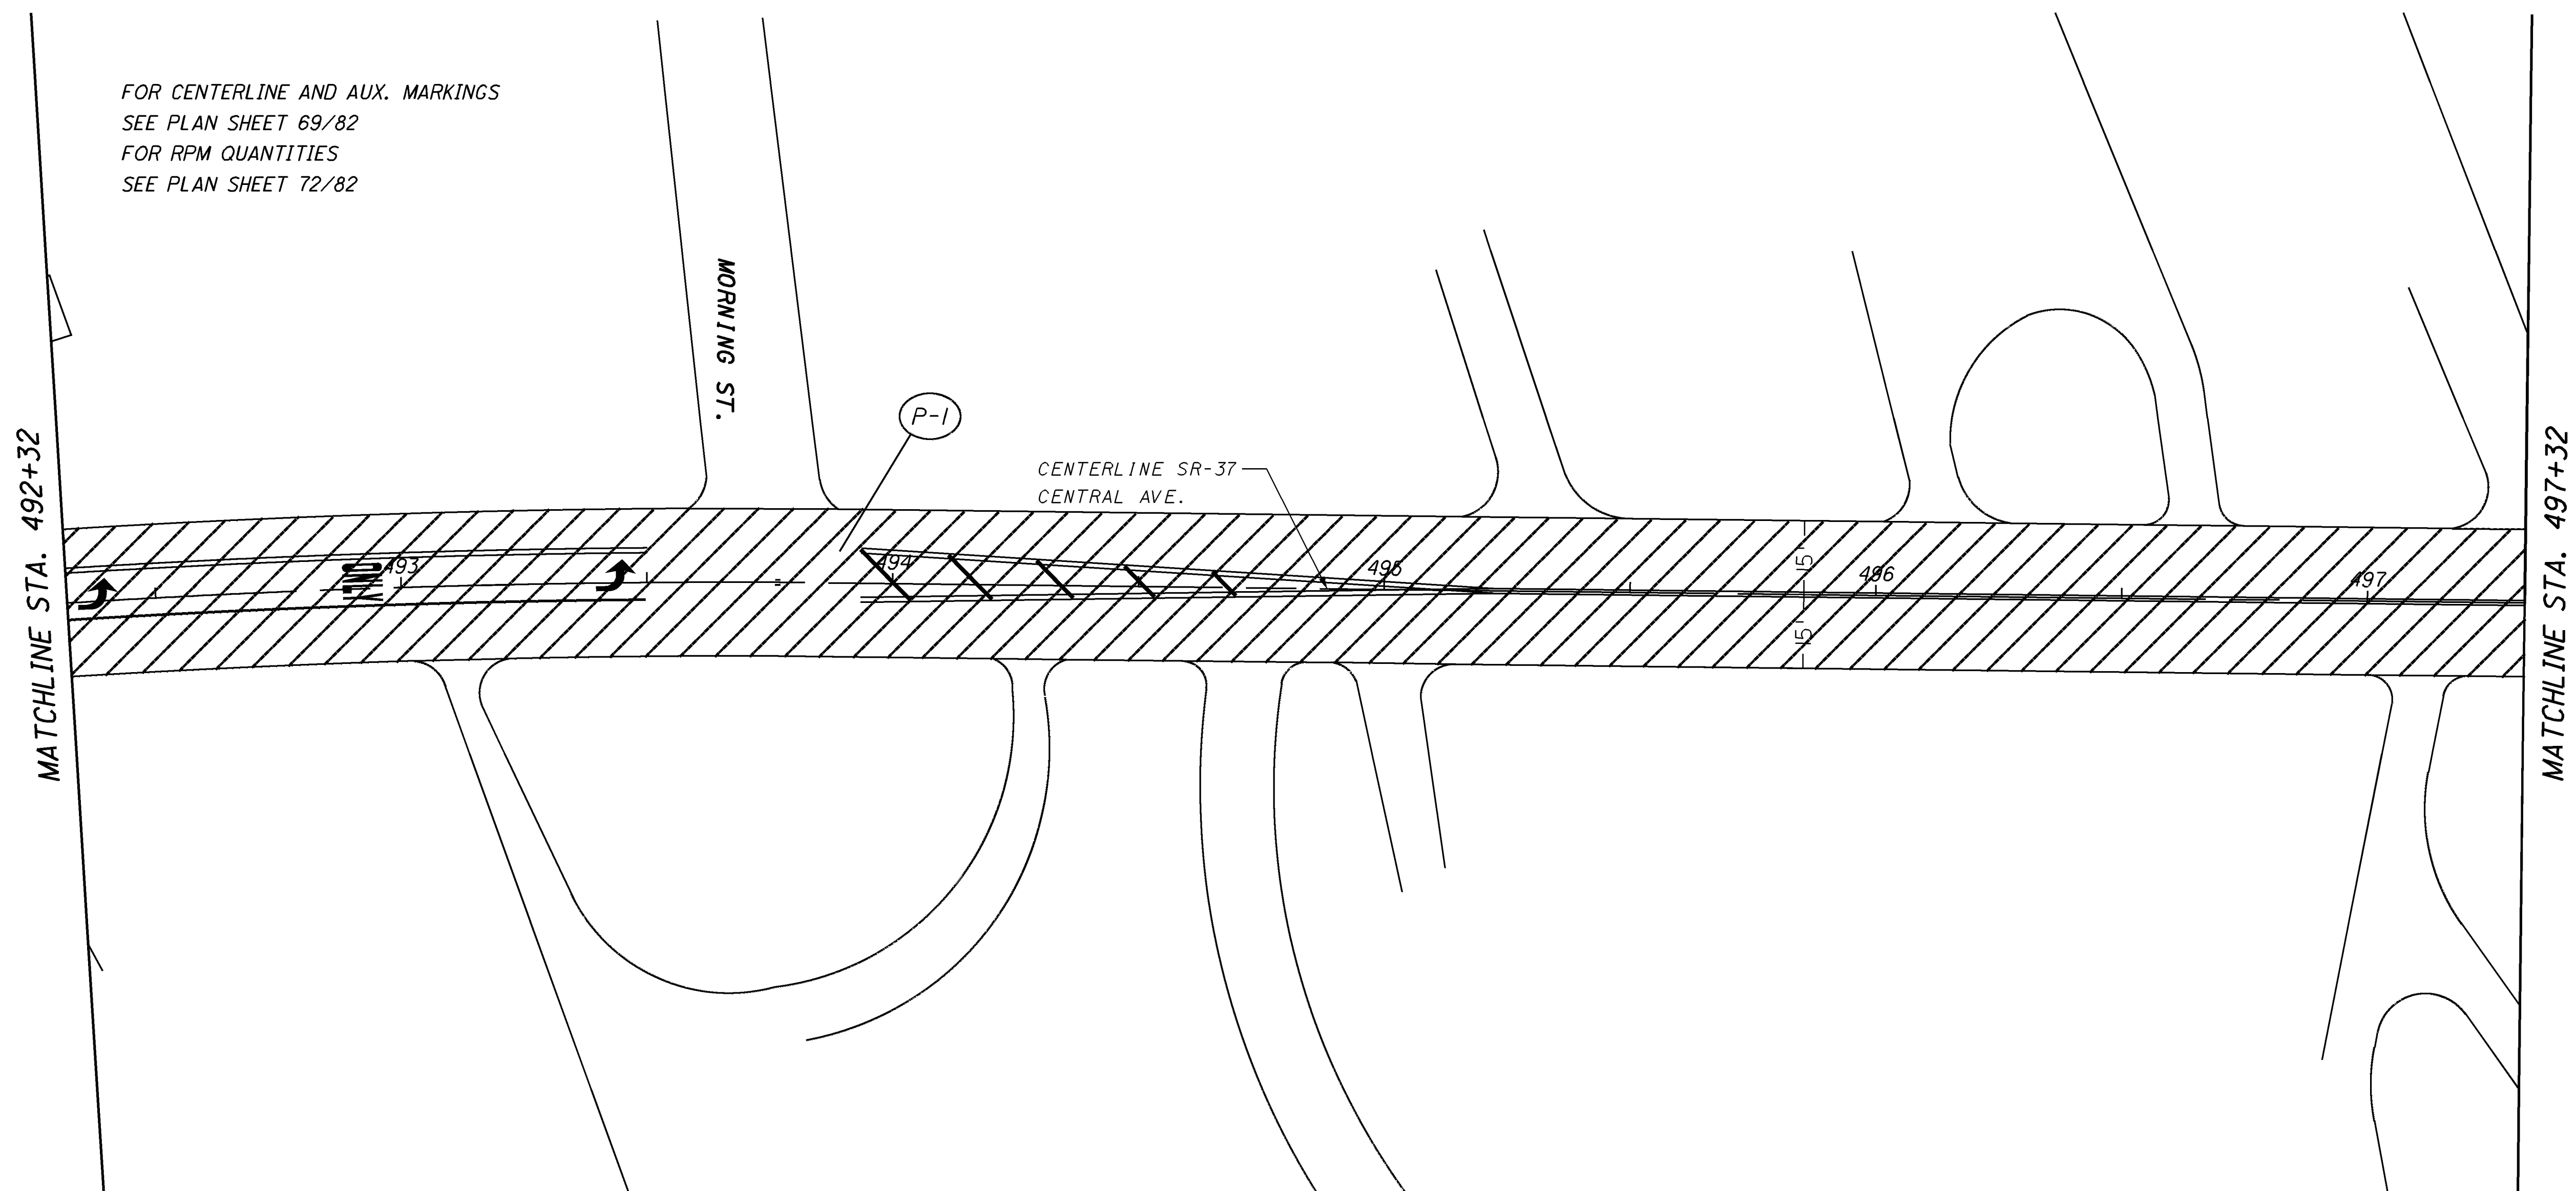 FOR CENTERLINE AND AUX. MARKINGS
SEE PLAN SHEET 69/82
FOR RPM QUANTITIES
SEE PLAN SHEET 72/82
MORNING ST.
P-1
CENTERLINE SR-37
CENTRAL AVE.
MATCHLINE STA. 492+32
MATCHLINE STA. 497+32
493
ONLY
494
495
496
497
15'
15'